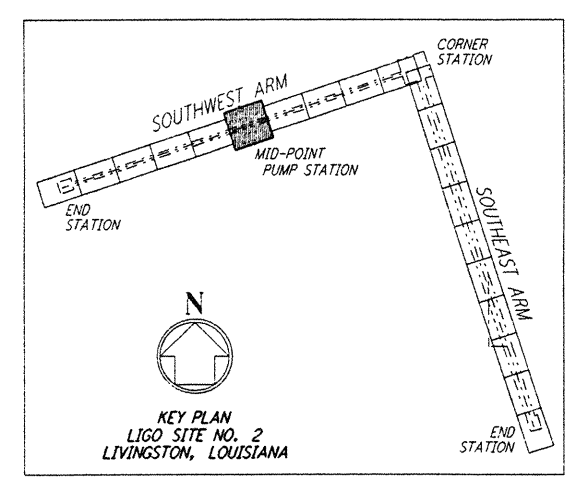 CORNER
STATION
SOUTHWEST ARM
MID-POINT
PUMP STATION
END
STATION
SOUTHEAST ARM
N
KEY PLAN
LIGO SITE NO. 2
LIVINGSTON, LOUISIANA
END
STATION